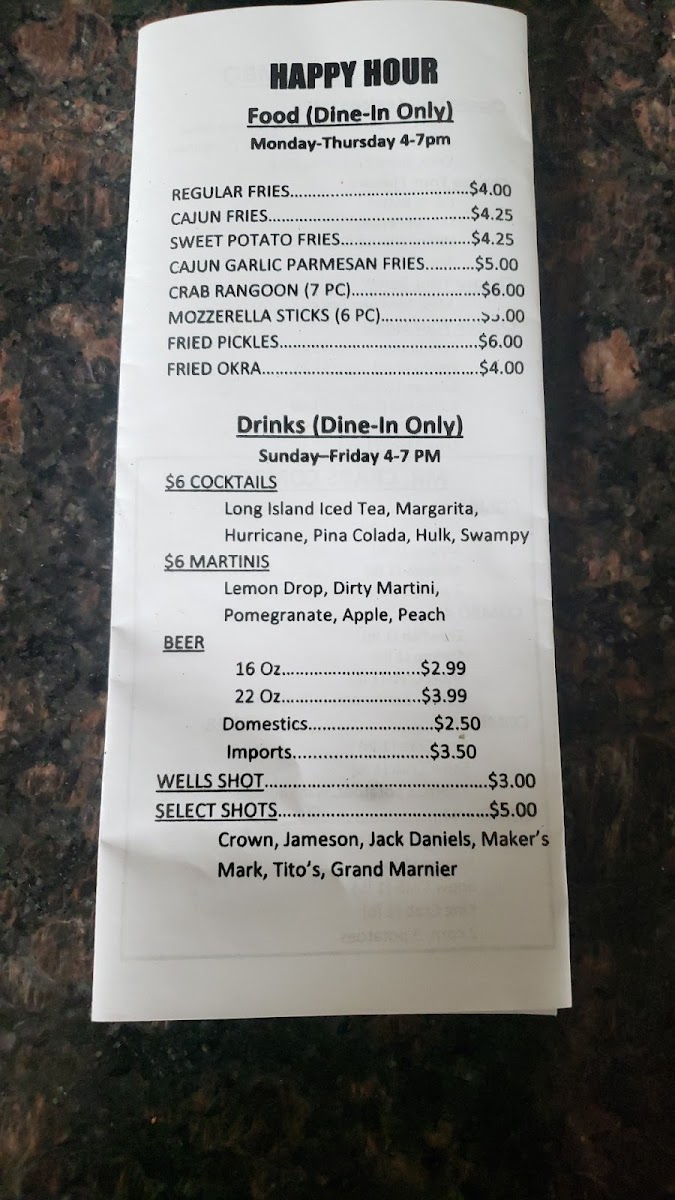 HAPPY HOUR
Food (Dine-In Only)
Monday-Thursday 4-7pm
REGULAR FRIES........................................$4.00
CAJUN FRIES.............................................$4.25
SWEET POTATO FRIES.............................$4.25
CAJUN GARLIC PARMESAN FRIES...........$5.00
CRAB RANGOON (7 PC).............................$6.00
MOZZERELLA STICKS (6 PC)......................
FRIED PICKLES............................................$6.00
FRIED OKRA................................................$4.00
Drinks (Dine-In Only)
Sunday–Friday 4-7 PM
$6 COCKTAILS
Long Island Iced Tea, Margarita,
Hurricane, Pina Colada, Hulk, Swampy
$6 MARTINIS
Lemon Drop, Dirty Martini,
Pomegranate, Apple, Peach
BEER
16 Oz..............................$2.99
22 Oz..............................$3.99
Domestics...........................$2.50
Imports..............................$3.50
WELLS SHOT................................................$3.00
SELECT SHOTS.............................................$5.00
Crown, Jameson, Jack Daniels, Maker's
Mark, Tito's, Grand Marnier